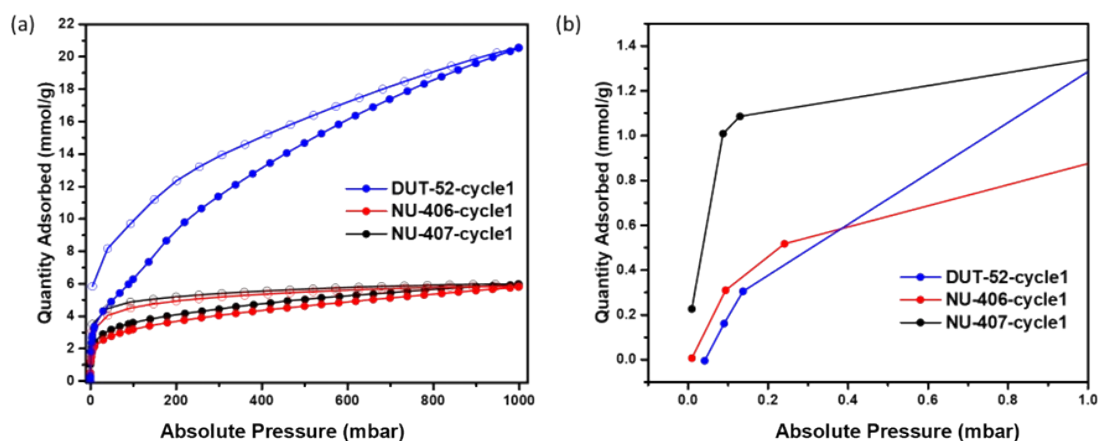 (a)
Quantity Adsorbed (mmol/g)
22
20
18
16
14
12
10
8
6
4
2
0
DUT-52-cycle1
NU-406-cycle1
NU-407-cycle1
0 200 400 600 800 1000
Absolute Pressure (mbar)
(b)
Quantity Adsorbed (mmol/g)
1.4
1.2
1.0
0.8
0.6
0.4
0.2
0.0
DUT-52-cycle1
NU-406-cycle1
NU-407-cycle1
0.0 0.2 0.4 0.6 0.8 1.0
Absolute Pressure (mbar)